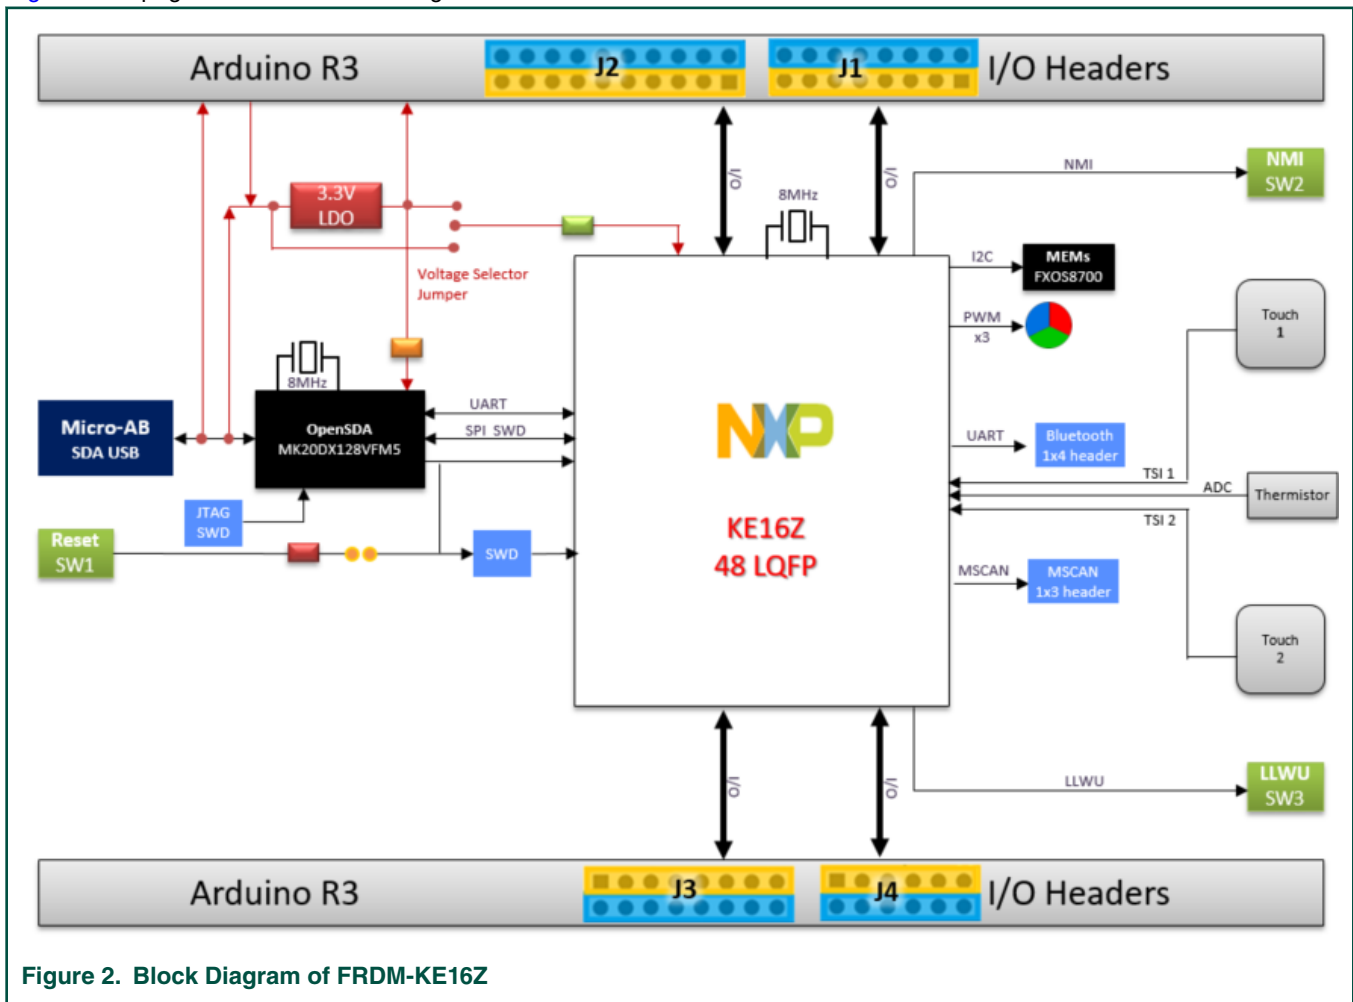 Arduino R3
J2
J1
I/O Headers
I/O
I/O
NMI
NMI
SW2
3.3V
LDO
8MHz
Voltage Selector
Jumper
I2C
MEMs
FXOS8700
PWM
x3
Touch
1
8MHz
Micro-AB
SDA USB
OpenSDA
MK20DX128VFM5
UART
SPI SWD
NXP
UART
Bluetooth
1x4 header
TSI 1
ADC
Thermistor
TSI 2
JTAG
SWD
Reset
SW1
SWD
KE16Z
48 LQFP
MSCAN
MSCAN
1x3 header
Touch
2
I/O
I/O
LLWU
LLWU
SW3
Arduino R3
J3
J4
I/O Headers
Figure 2. Block Diagram of FRDM-KE16Z